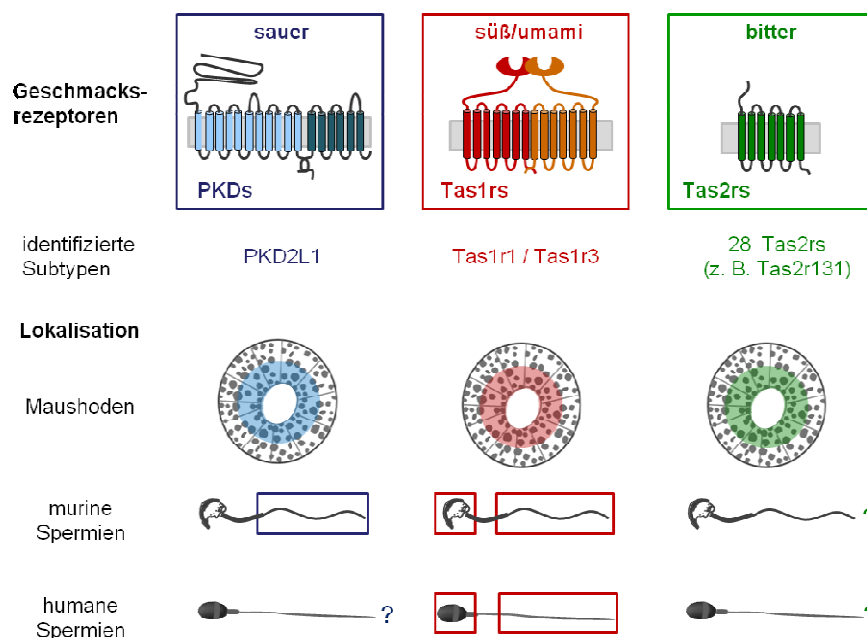 sauer
süß/umami
bitter
Geschmacks-
rezeptoren
PKDs
Tas1rs
Tas2rs
identifizierte
Subtypen
PKD2L1
Tas1r1 / Tas1r3
28 Tas2rs
(z. B. Tas2r131)
Lokalisation
Maushoden
murine
Spermien
humane
Spermien
?